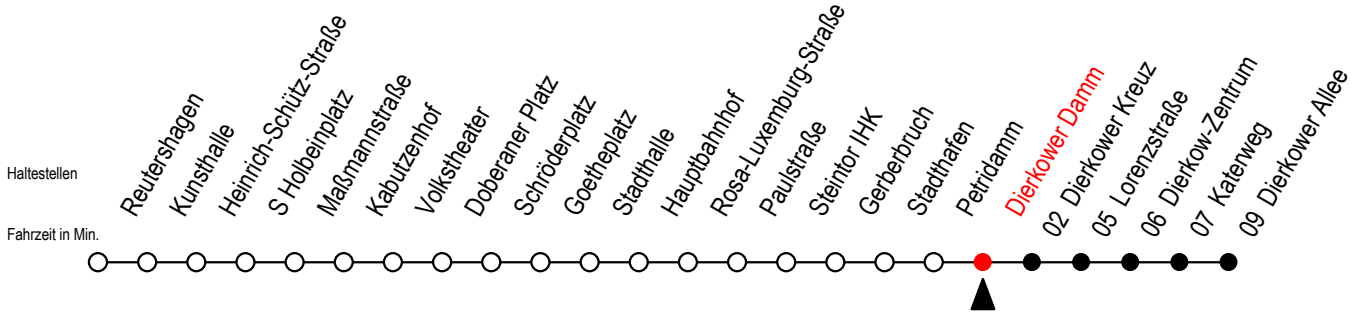 Haltestellen
Fahrzeit in Min.
Reutershagen
Kunsthalle
Heinrich-Schütz-Straße
S Holbeinplatz
Maßmannstraße
Kabutzenhof
Volkstheater
Doberaner Platz
Schröderplatz
Goetheplatz
Stadthalle
Hauptbahnhof
Rosa-Luxemburg-Straße
Paulstraße
Steintor IHK
Gerberbruch
Stadthafen
Petridamm
Dierkower Damm
02 Dierkower Kreuz
05 Lorenzstraße
06 Dierkow-Zentrum
07 Katerweg
09 Dierkower Allee